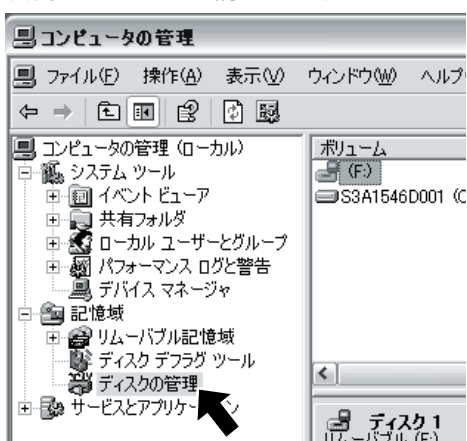 コンピュータの管理
ファイル(F) 操作(A) 表示(V) ウィンドウ(W) ヘルプ
コンピュータの管理 (ローカル)
システム ツール
イベント ビューア
共有フォルダ
ローカル ユーザーとグループ
パフォーマンス ログと警告
デバイス マネージャ
記憶域
リムーバブル記憶域
ディスク デフラグ ツール
ディスクの管理
サービスとアプリケーション
ボリューム
(F:)
S3A1546D001 (C
ディスク 1
リムーバブル (F:)